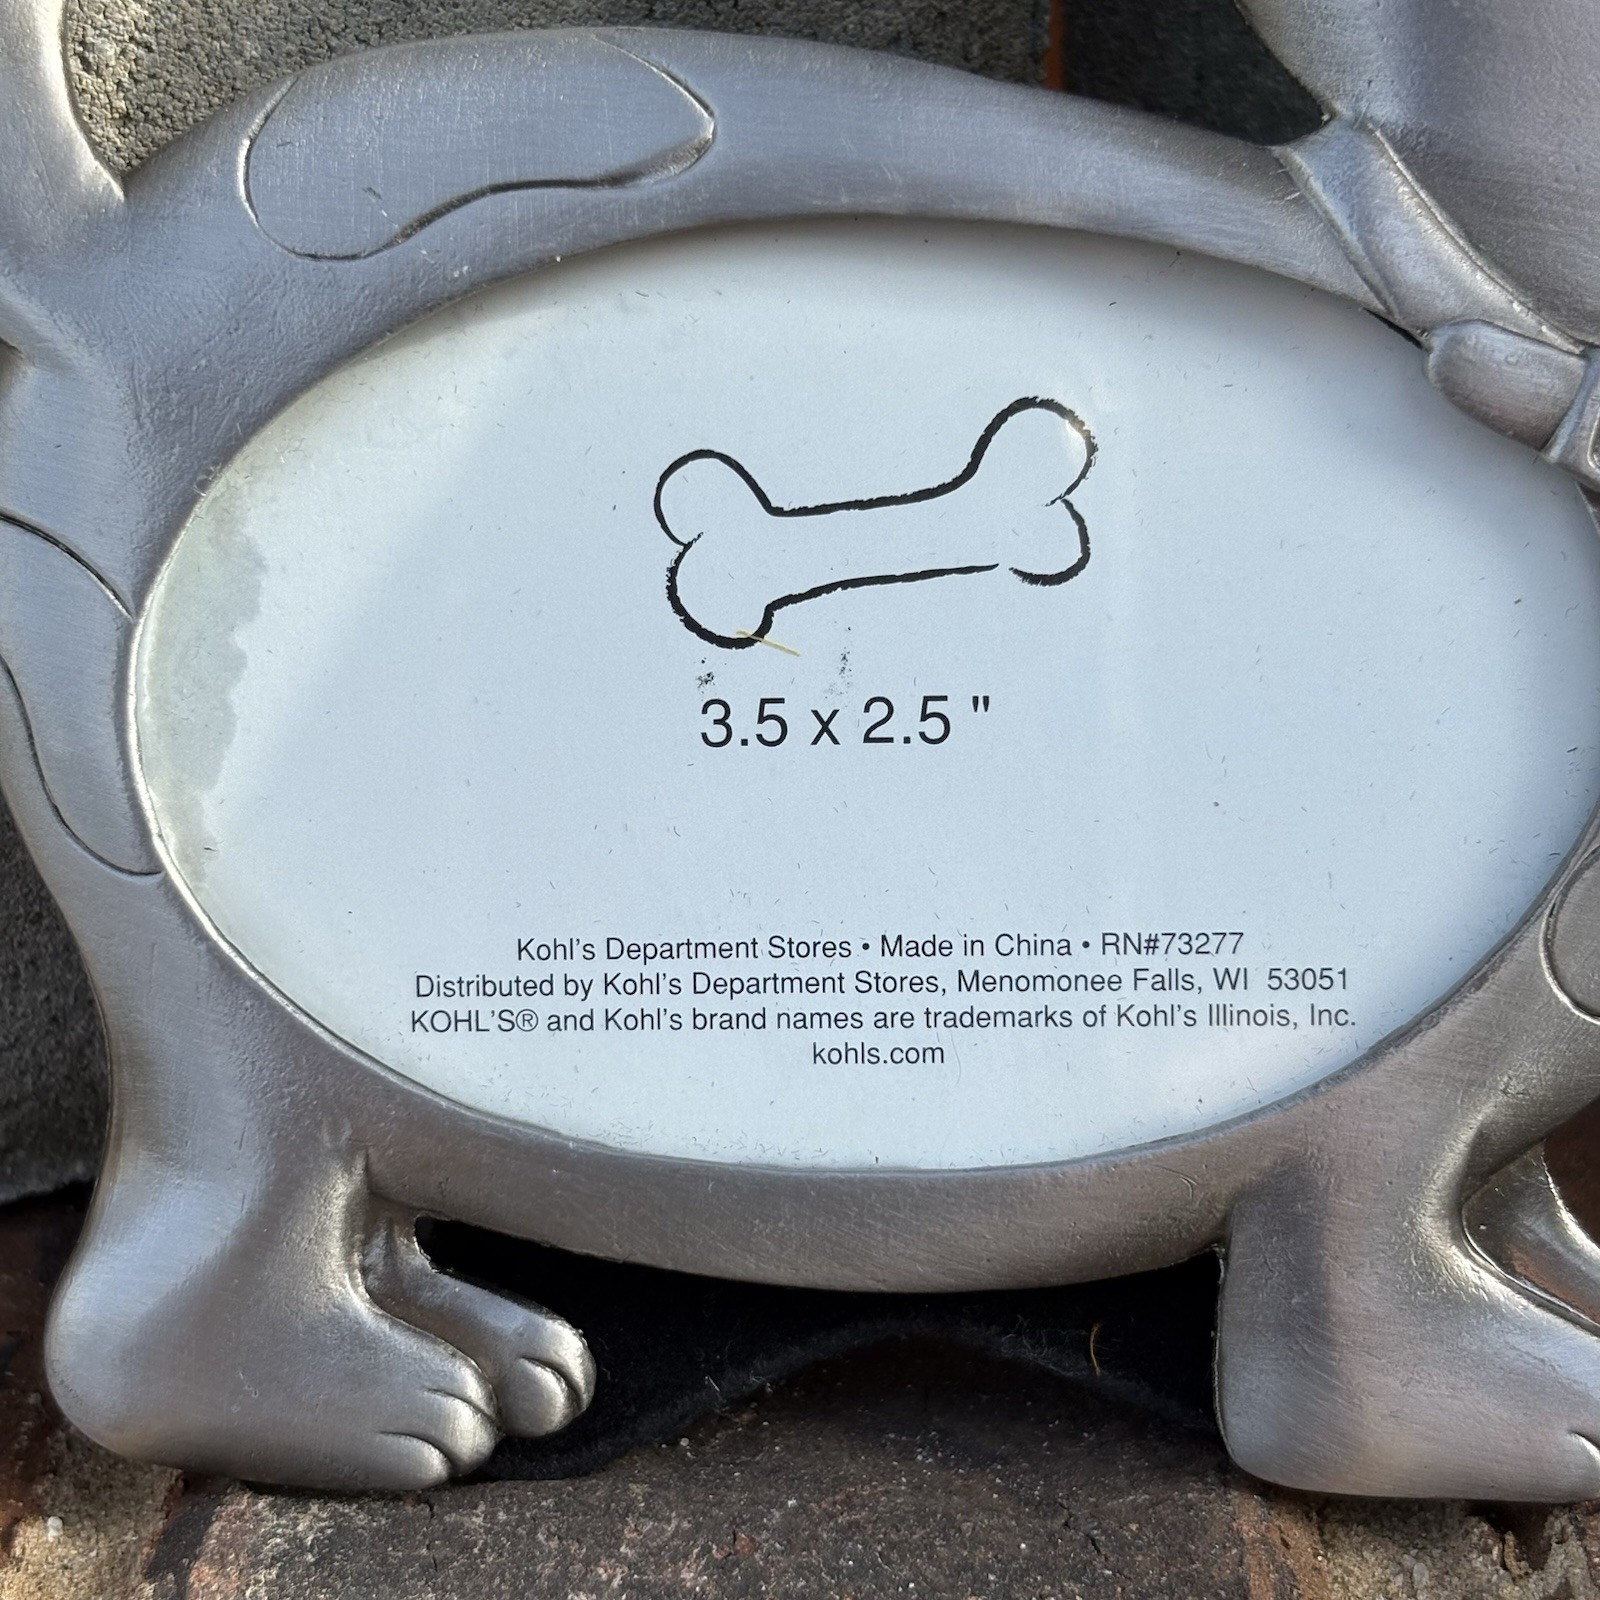 3.5 x 2.5 "
Kohl's Department Stores • Made in China • RN#73277
Distributed by Kohl's Department Stores, Menomonee Falls, WI  53051
KOHL'S® and Kohl's brand names are trademarks of Kohl's Illinois, Inc.
kohls.com